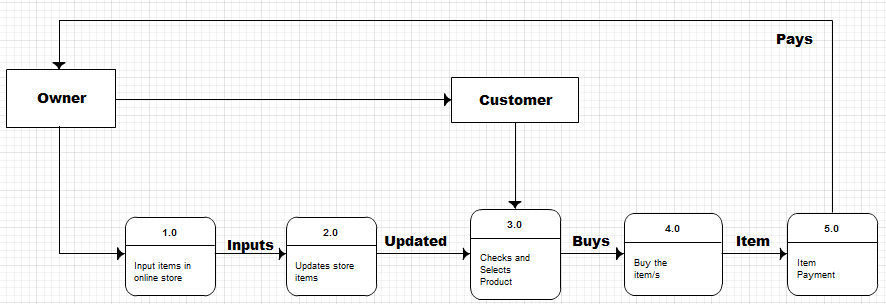 Pays
Owner
Customer
1.0
Input items in
online store
Inputs
2.0
Updates store
items
Updated
3.0
Checks and
Selects
Product
Buys
4.0
Buy the
item/s
Item
5.0
Item
Payment